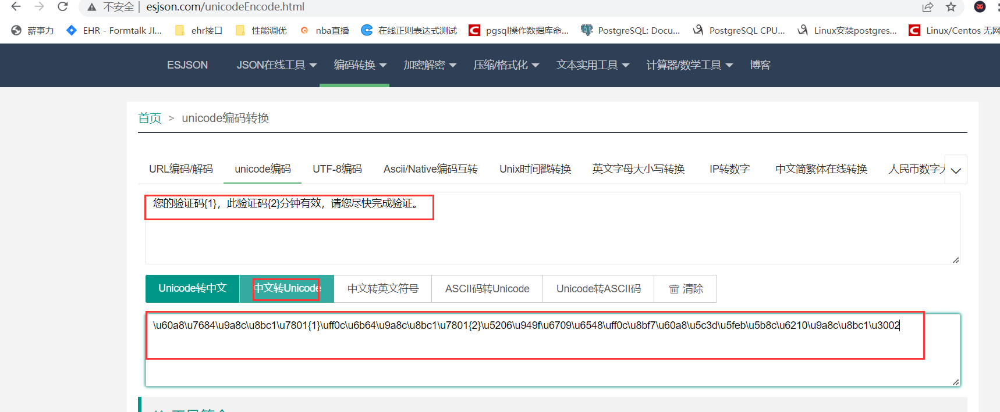 不安全 | esjson.com/unicodeEncode.html
薪事力 EHR - Formtalk JI... ehr接口 性能调优 nba直播 在线正则表达式测试 pgsql操作数据库命... PostgreSQL: Docu... PostgreSQL CPU... Linux安装postgres... Linux/Centos 无网
ESJSON JSON在线工具 编码转换 加密解密 压缩/格式化 文本实用工具 计算器/数学工具 博客
首页 > unicode编码转换
URL编码/解码 unicode编码 UTF-8编码 Ascii/Native编码互转 Unix时间戳转换 英文字母大小写转换 IP转数字 中文简繁体在线转换 人民币数字大
您的验证码{1}，此验证码{2}分钟有效，请您尽快完成验证。
Unicode转中文 中文转Unicode 中文转英文符号 ASCII码转Unicode Unicode转ASCII码 清除
\u60a8\u7684\u9a8c\u8bc1\u7801{1}\uff0c\u6b64\u9a8c\u8bc1\u7801{2}\u5206\u949f\u6709\u6548\uff0c\u8bf7\u60a8\u5c3d\u5feb\u5b8c\u6210\u9a8c\u8bc1\u3002